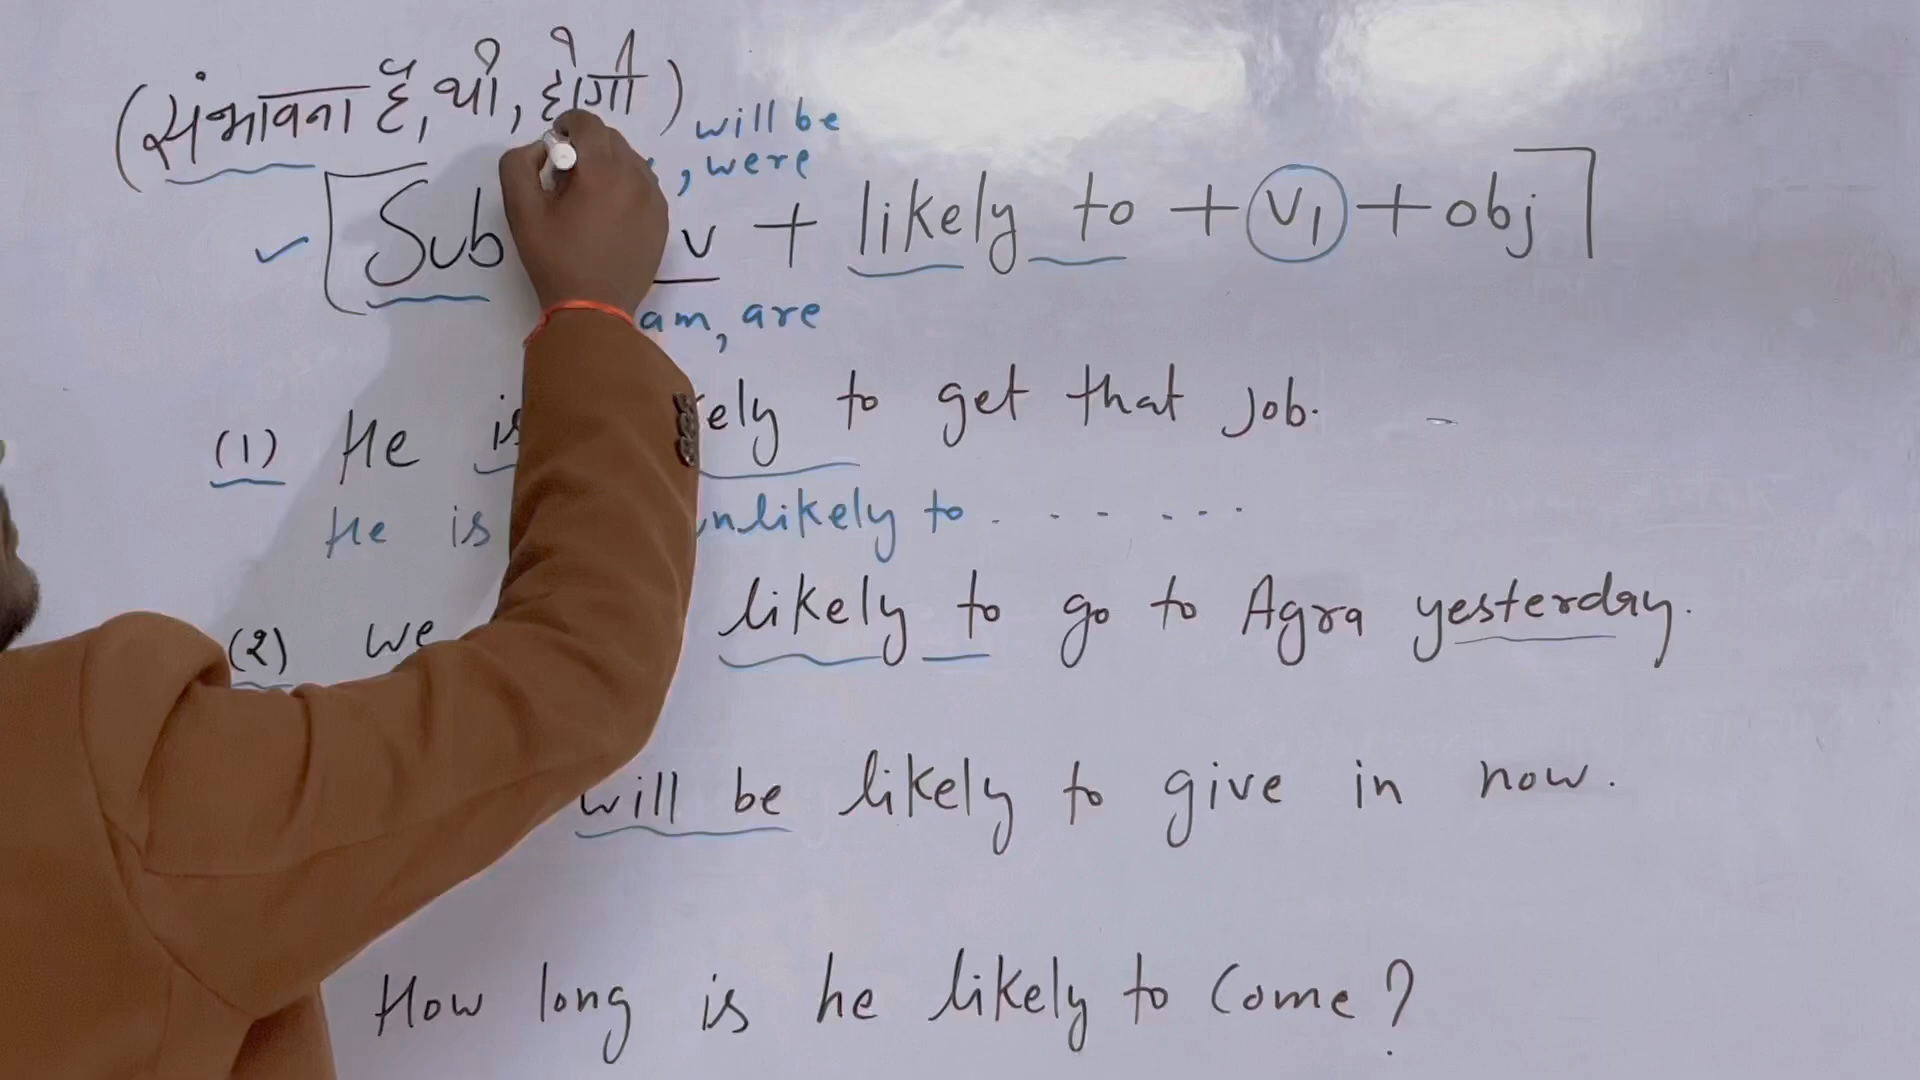 (संभावना है, थी, होगी)
will be
, were
[Sub v + likely to + V1 + obj]
am, are
(1) He is to get that job.
He is unlikely to . - - - - -
(2) We likely to go to Agra yesterday.
will be likely to give in now.
How long is he likely to come?